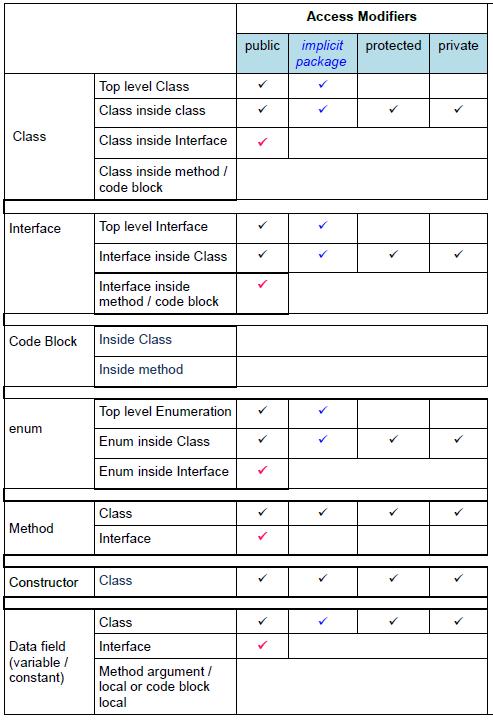 Access Modifiers
public implicit package protected private
Class
Top level Class ✓ ✓
Class inside class ✓ ✓ ✓ ✓
Class inside Interface ✓
Class inside method /
code block
Interface
Top level Interface ✓ ✓
Interface inside Class ✓ ✓ ✓ ✓
Interface inside ✓
method / code block
Code Block
Inside Class
Inside method
enum
Top level Enumeration ✓ ✓
Enum inside Class ✓ ✓ ✓ ✓
Enum inside Interface ✓
Method
Class ✓ ✓ ✓ ✓
Interface ✓
Constructor
Class ✓ ✓ ✓ ✓
Data field
(variable /
constant)
Class ✓ ✓ ✓ ✓
Interface ✓
Method argument /
local or code block
local